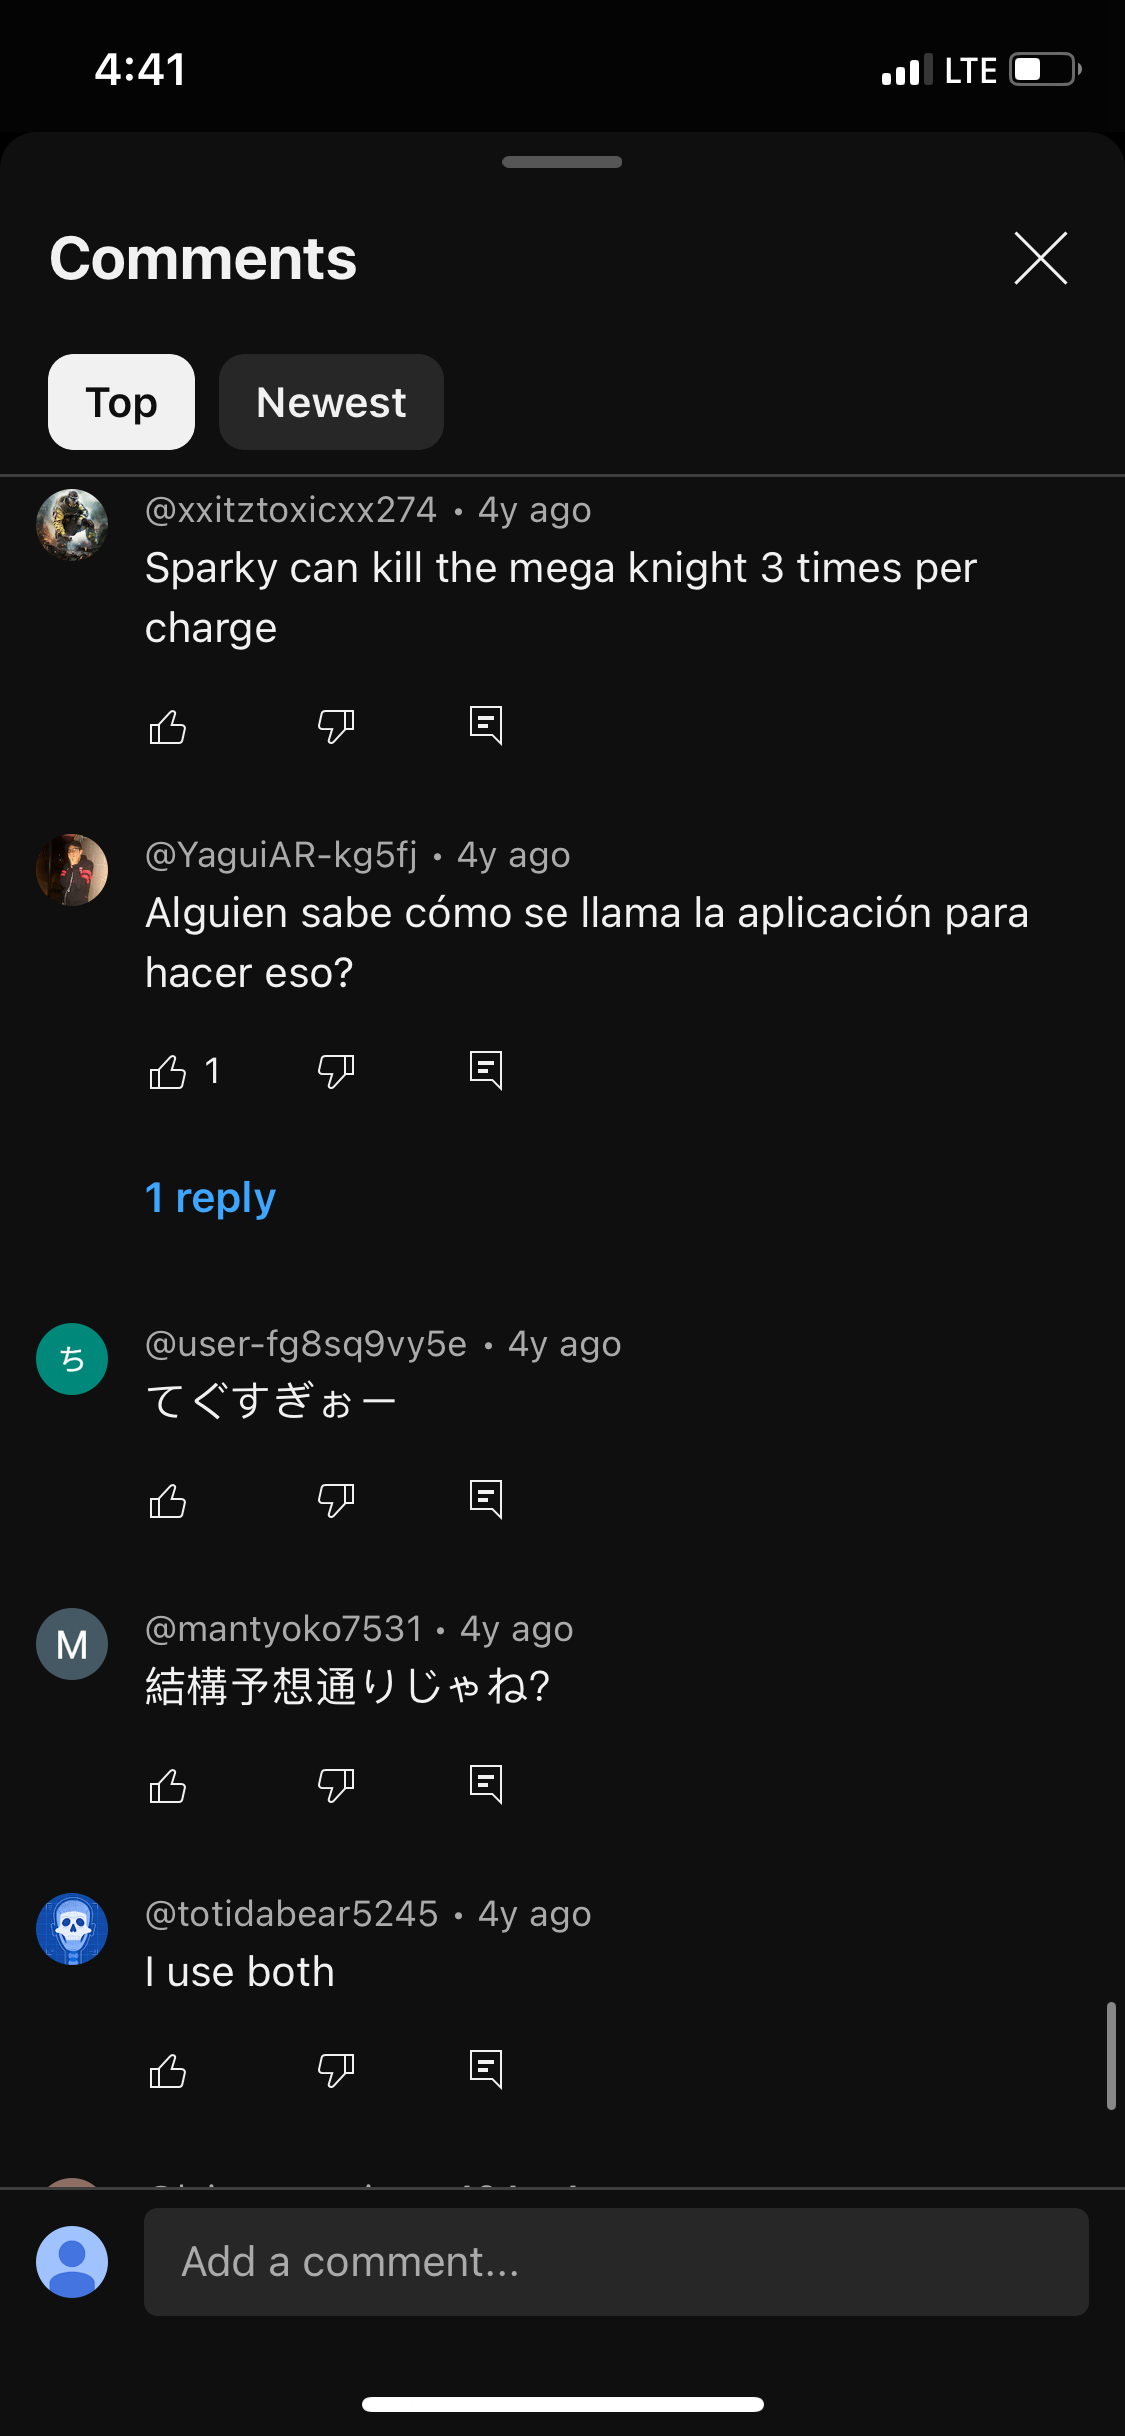 4:41
LTE
Comments
Top
Newest
@xxitztoxicxx274 • 4y ago
Sparky can kill the mega knight 3 times per
charge
@YaguiAR-kg5fj • 4y ago
Alguien sabe cómo se llama la aplicación para
hacer eso?
1
1 reply
ち
@user-fg8sq9vy5e • 4y ago
てぐすぎぉー
M
@mantyoko7531 • 4y ago
結構予想通りじゃね?
@totidabear5245 • 4y ago
I use both
Add a comment...